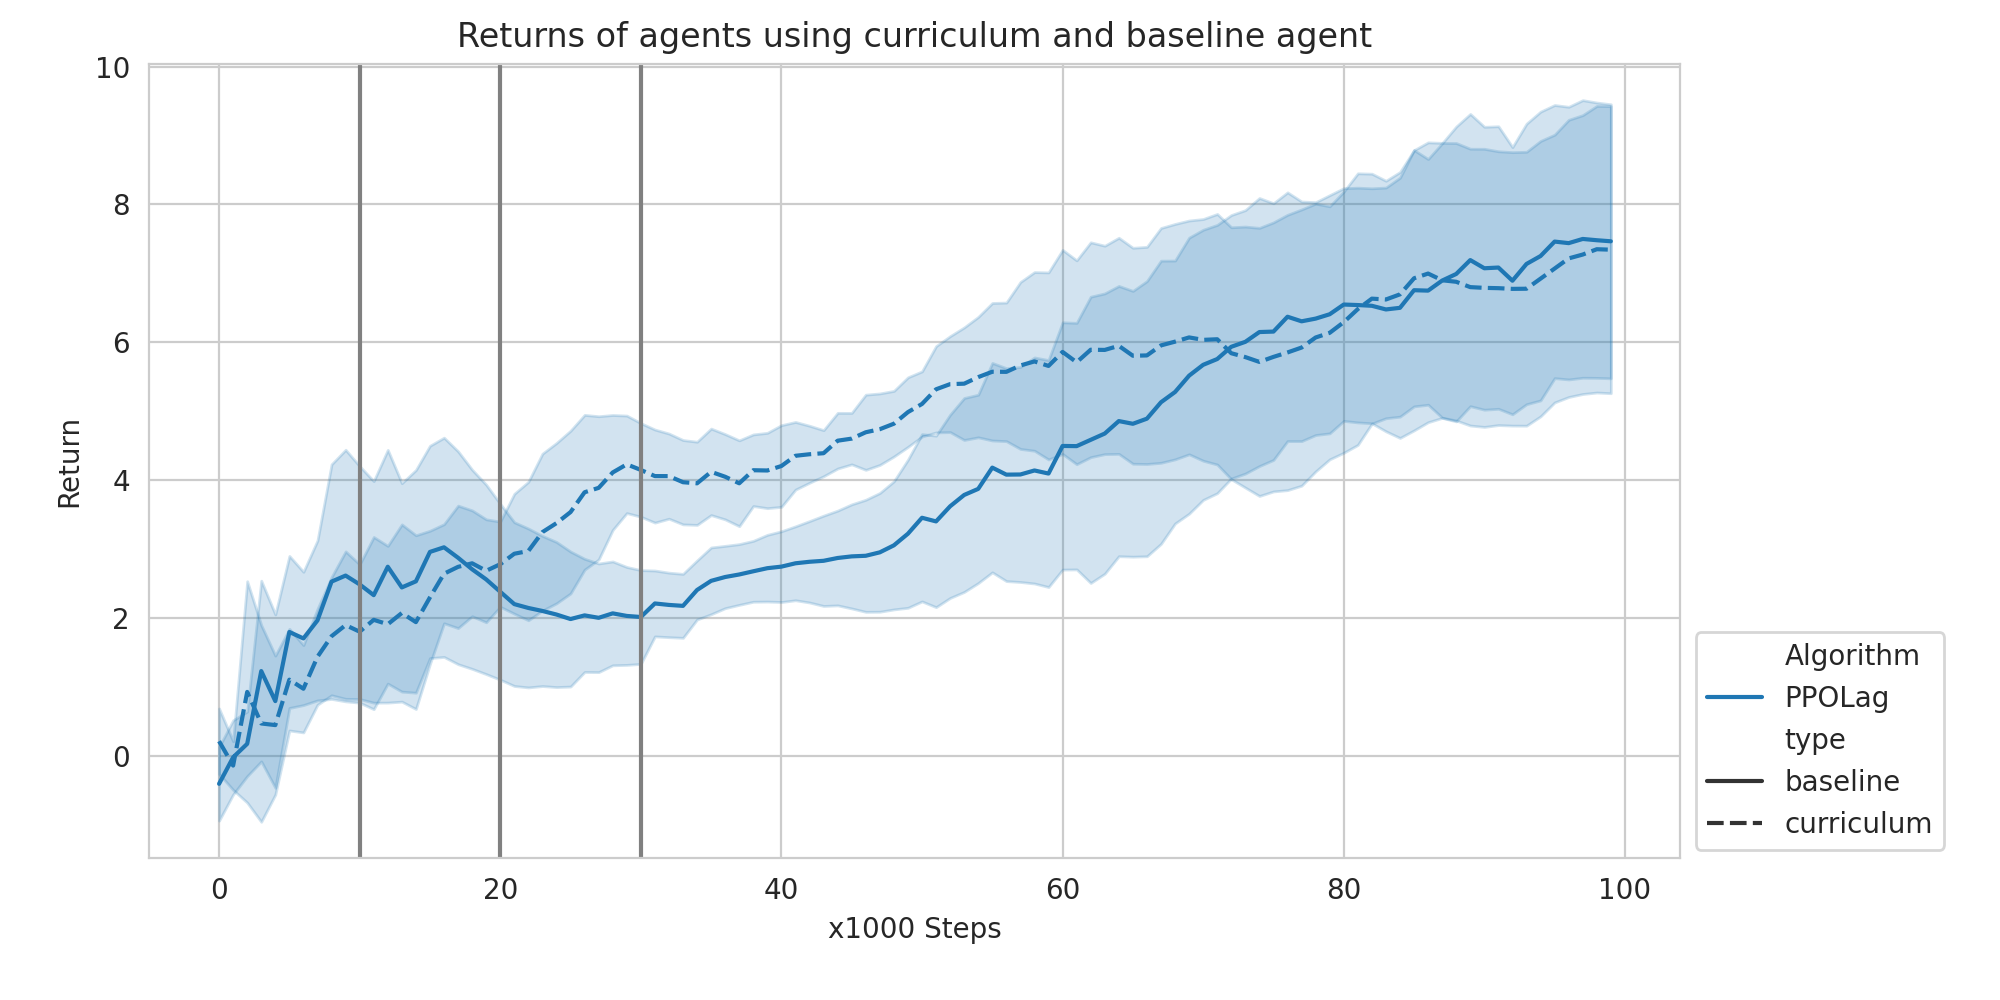 Returns of agents using curriculum and baseline agent
10
8
6
4
2
0
Return
0 20 40 60 80 100
x1000 Steps
Algorithm
PPOLag
type
baseline
curriculum